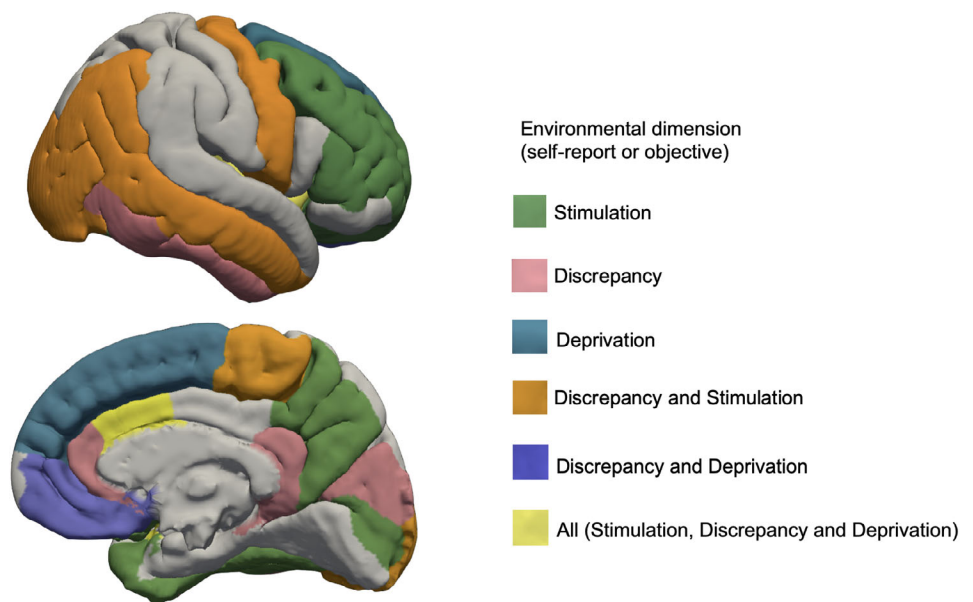 Environmental dimension
(self-report or objective)
Stimulation
Discrepancy
Deprivation
Discrepancy and Stimulation
Discrepancy and Deprivation
All (Stimulation, Discrepancy and Deprivation)